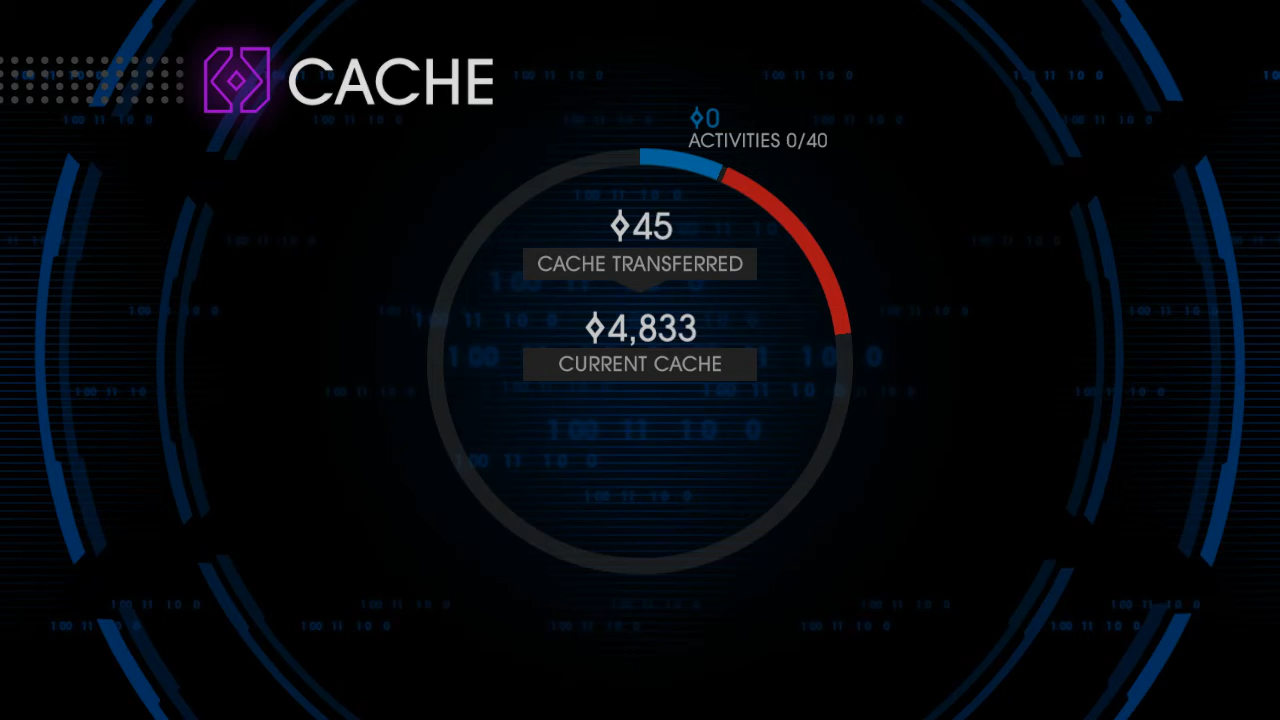 CACHE
0
ACTIVITIES 0/40
45
CACHE TRANSFERRED
4,833
CURRENT CACHE